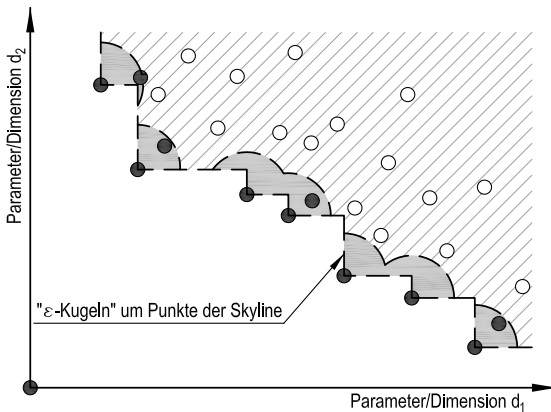 Parameter/Dimension d₂
"ε-Kugeln" um Punkte der Skyline
Parameter/Dimension d₁